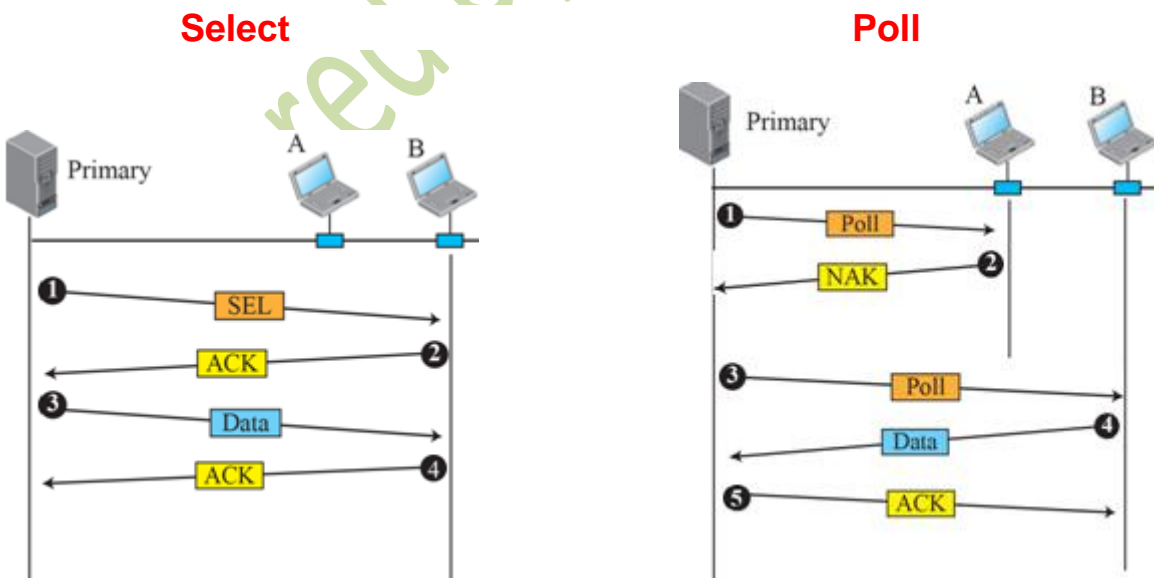 Select
Primary
A
B
1
SEL
2
ACK
3
Data
4
ACK
Poll
Primary
A
B
1
Poll
2
NAK
3
Poll
4
Data
5
ACK